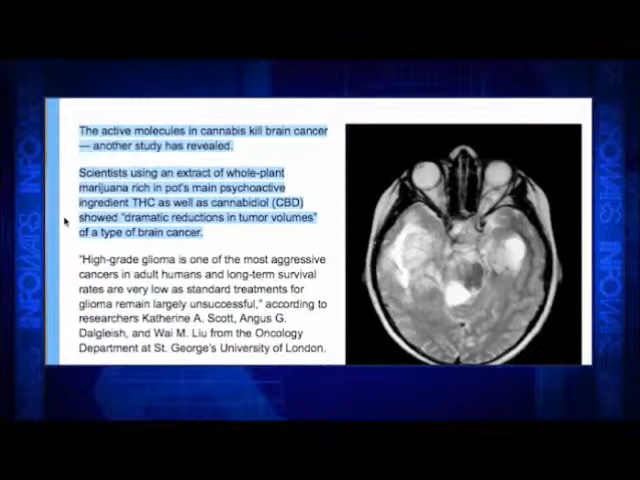 The active molecules in cannabis kill brain cancer
— another study has revealed.
Scientists using an extract of whole-plant
marijuana rich in pot's main psychoactive
ingredient THC as well as cannabidiol (CBD)
showed "dramatic reductions in tumor volumes"
of a type of brain cancer.
"High-grade glioma is one of the most aggressive
cancers in adult humans and long-term survival
rates are very low as standard treatments for
glioma remain largely unsuccessful," according to
researchers Katherine A. Scott, Angus G.
Dalgleish, and Wai M. Liu from the Oncology
Department at St. George's University of London.
INFOWARS
INFOWARS